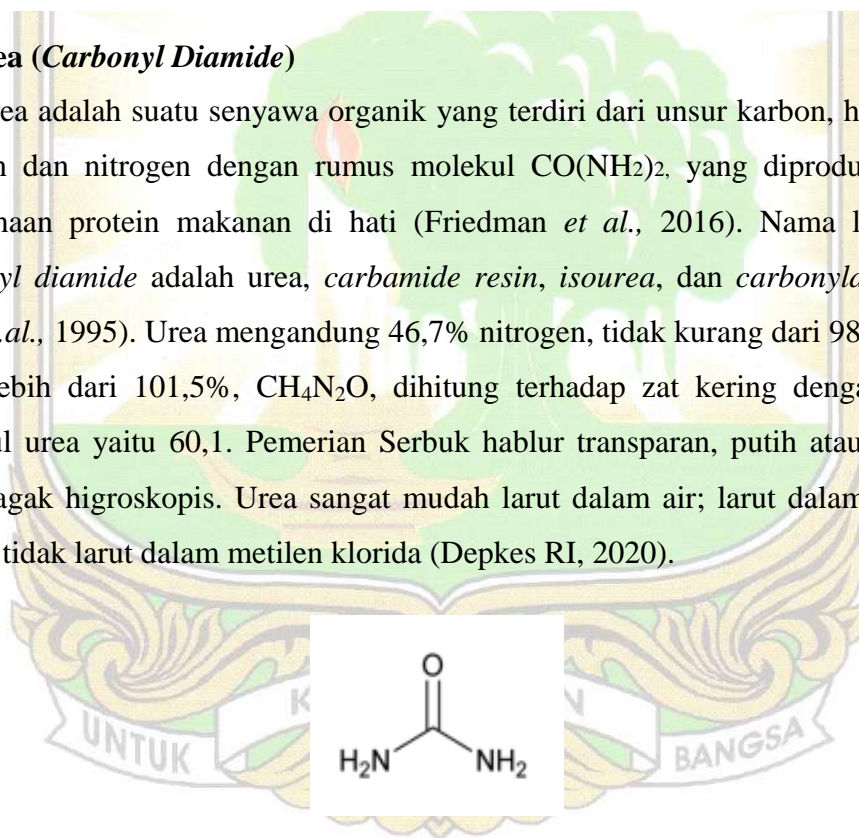 ea (Carbonyl Diamide)
rea adalah suatu senyawa organik yang terdiri dari unsur karbon, h
n dan nitrogen dengan rumus molekul CO(NH2)2, yang diprodu
naan protein makanan di hati (Friedman et al., 2016). Nama l
yl diamide adalah urea, carbamide resin, isourea, dan carbonyl
.al., 1995). Urea mengandung 46,7% nitrogen, tidak kurang dari 98
ebih dari 101,5%, CH₄N₂O, dihitung terhadap zat kering denga
ul urea yaitu 60,1. Pemerian Serbuk hablur transparan, putih atau
agak higroskopis. Urea sangat mudah larut dalam air; larut dalam
tidak larut dalam metilen klorida (Depkes RI, 2020).
O
H₂N NH₂
K N
UNTUK BANGSA